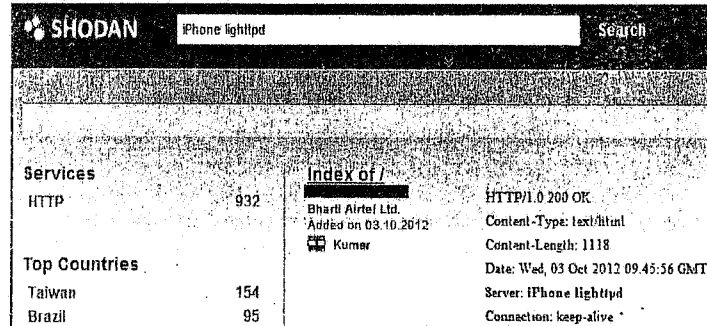 SHODAN
iPhone lighttpd
Search
Services
HTTP 932
Top Countries
Taiwan 154
Brazil 95
Index of /
Bharti Airtel Ltd.
Added on 03.10.2012
Kumar
HTTP/1.0 200 OK
Content-Type: text/html
Content-Length: 1118
Date: Wed, 03 Oct 2012 09:45:56 GMT
Server: iPhone lighttpd
Connection: keep-alive